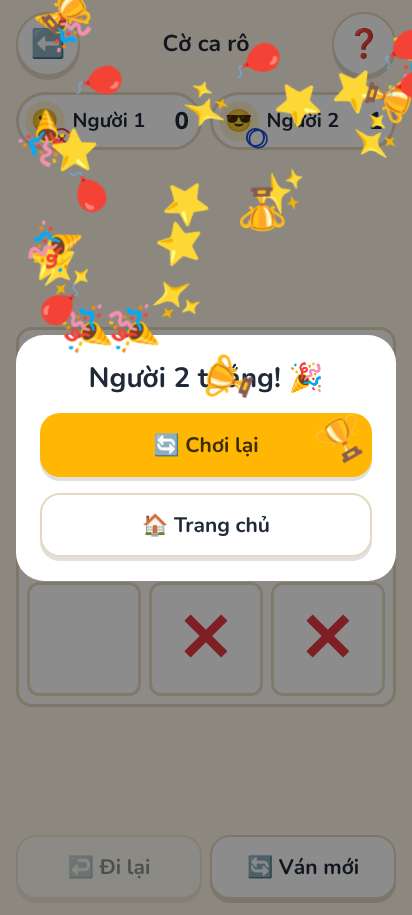 Cờ ca rô
Người 1 0
Người 2
Người 2 thắng!
Chơi lại
Trang chủ
Đi lại
Ván mới